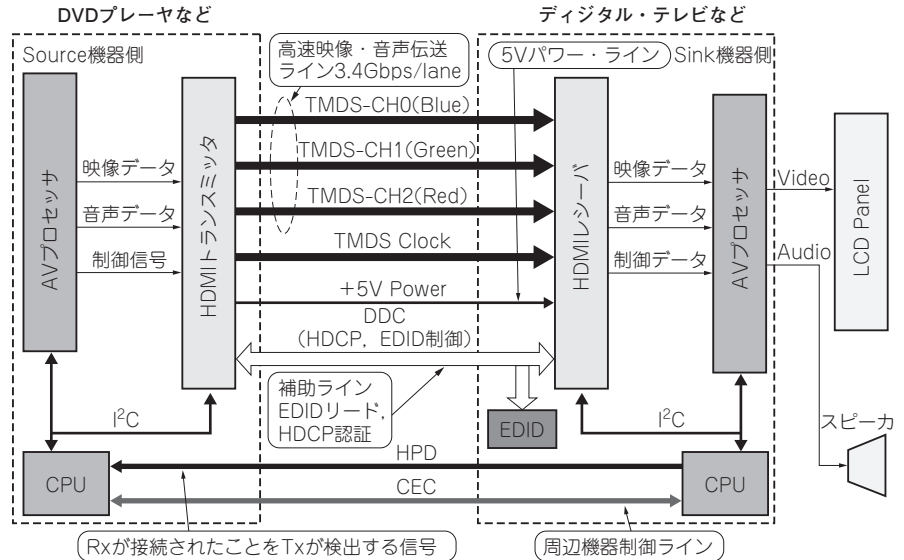 DVDプレーヤなど
ディジタル・テレビなど
Source機器側
高速映像・音声伝送
ライン3.4Gbps/lane
5Vパワー・ライン
Sink機器側
AVプロセッサ
映像データ
音声データ
制御信号
HDMIトランスミッタ
TMDS-CH0(Blue)
TMDS-CH1(Green)
TMDS-CH2(Red)
TMDS Clock
+5V Power
DDC
(HDCP，EDID制御)
HDMIレシーバ
映像データ
音声データ
制御データ
AVプロセッサ
Video
Audio
LCD Panel
スピーカ
補助ライン
EDIDリード,
HDCP認証
EDID
I²C
I²C
CPU
HPD
CEC
CPU
Rxが接続されたことをTxが検出する信号
周辺機器制御ライン